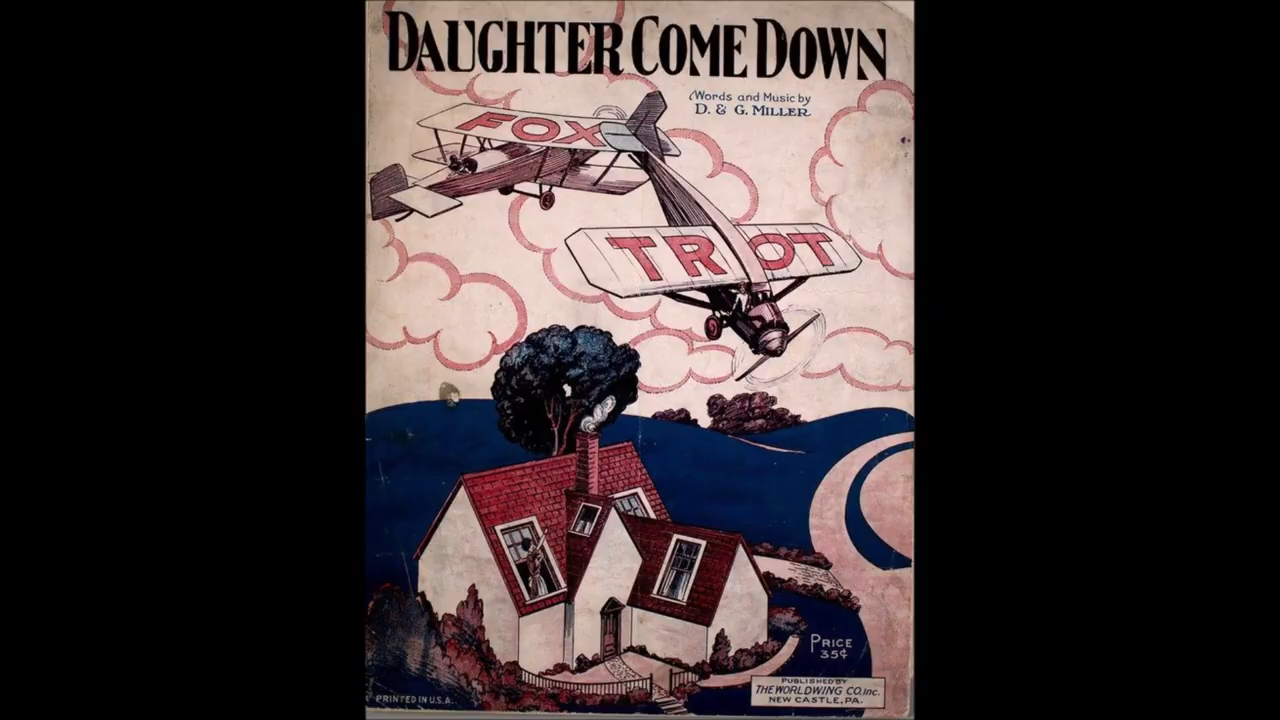 DAUGHTER COME DOWN
Words and Music by
D. & G. MILLER
FOX
TROT
PRICE
35¢
PUBLISHED BY
THE WORLDWING CO. Inc.
NEW CASTLE, PA.
PRINTED IN U.S.A.